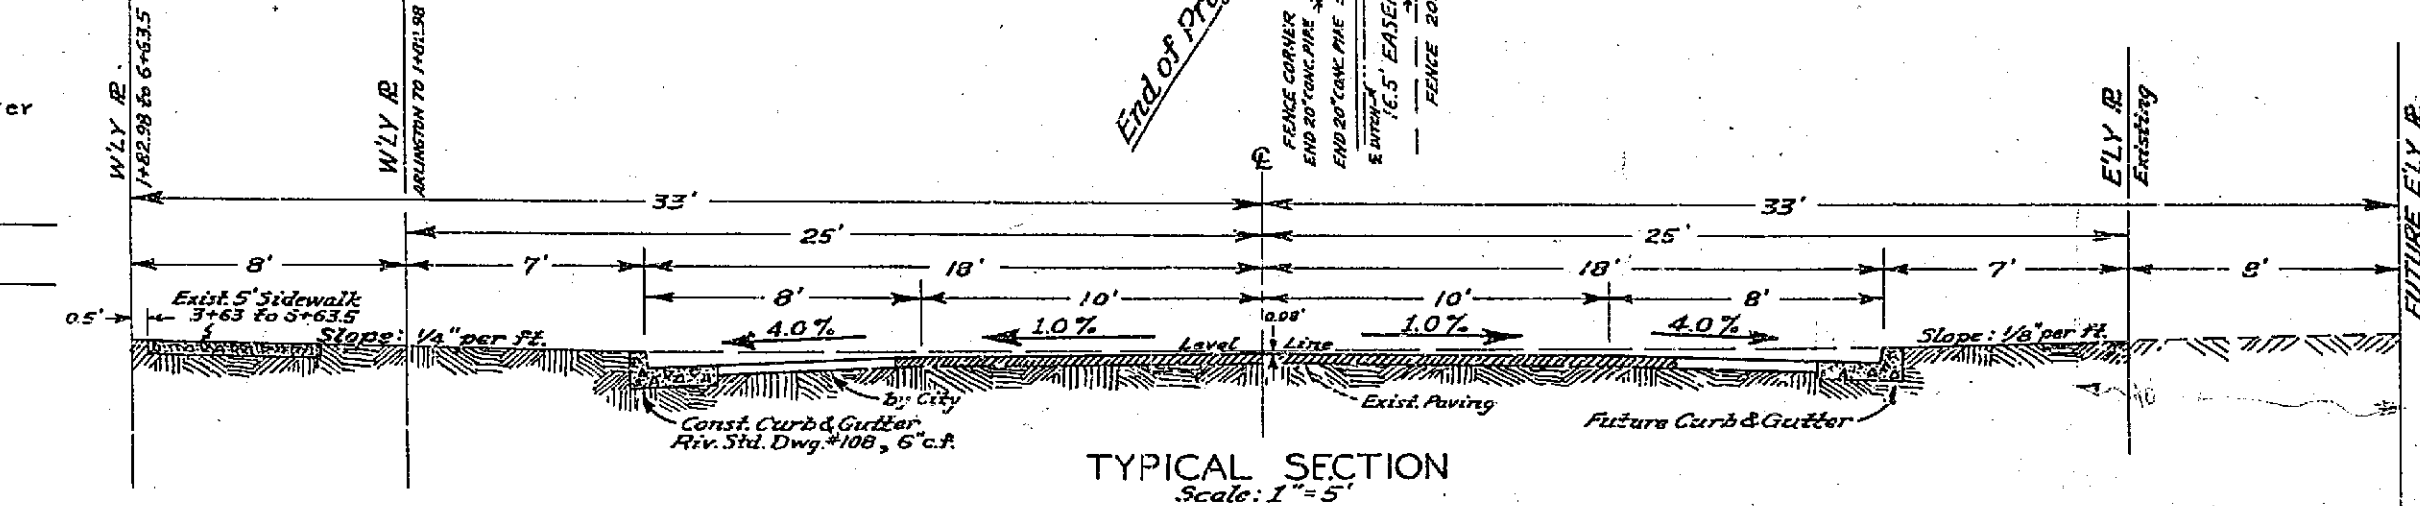 er
W'LY PL
1+82.98 to 6+63.5
W'LY PL
ARLINGTON TO 1+82.98
End of Pro
FENCE CORNER
END 20" CONC. PIPE
END 20" CONC. PIPE
16.5' EASE
FENCE 20
℄
E'LY PL
Existing
FUTURE E'LY PL
33' 33'
25' 25'
8' 7' 18' 18' 7' 8'
8' 10' 10' 8'
Exist. 5' Sidewalk
3+63 to 5+63.5
0.5'
Slope: 1/4" per ft.
4.0% 1.0% 0.08' 1.0% 4.0%
Level Line
Slope: 1/8" per ft.
by City
Exist. Paving
Const. Curb & Gutter
Riv. Std. Dwg. #108, 6" c.f.
Future Curb & Gutter
TYPICAL SECTION
Scale: 1"=5'